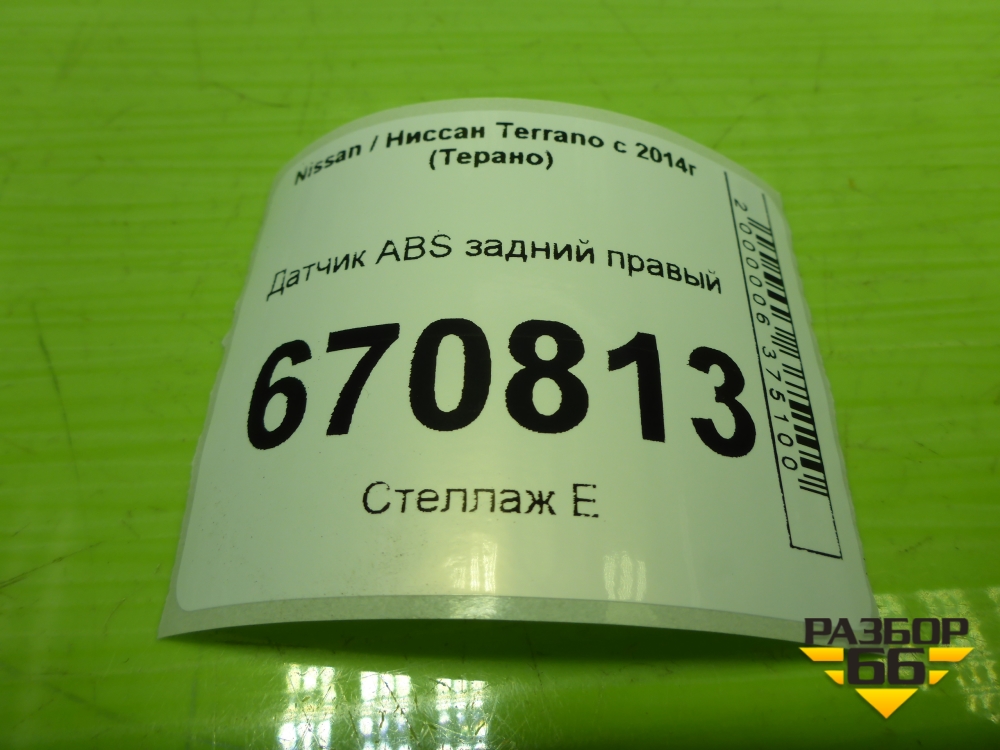 Nissan / Ниссан Terrano с 2014г
(Терано)
Датчик ABS задний правый
670813
Стеллаж Е
2000006375100
РАЗБОР
66